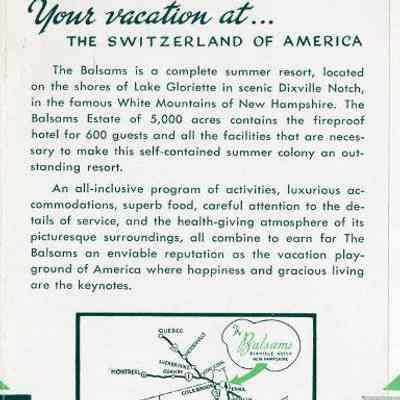 Your vacation at...
THE SWITZERLAND OF AMERICA
The Balsams is a complete summer resort, located
on the shores of Lake Gloriette in scenic Dixville Notch,
in the famous White Mountains of New Hampshire. The
Balsams Estate of 5,000 acres contains the fireproof
hotel for 600 guests and all the facilities that are neces-
sary to make this self-contained summer colony an out-
standing resort.
An all-inclusive program of activities, luxurious ac-
commodations, superb food, careful attention to the de-
tails of service, and the health-giving atmosphere of its
picturesque surroundings, all combine to earn for The
Balsams an enviable reputation as the vacation play-
ground of America where happiness and gracious living
are the keynotes.
QUEBEC
The
Balsams
DIXVILLE NOTCH
NEW HAMPSHIRE
SHERBROOKE
MONTREAL
COLEBROOK